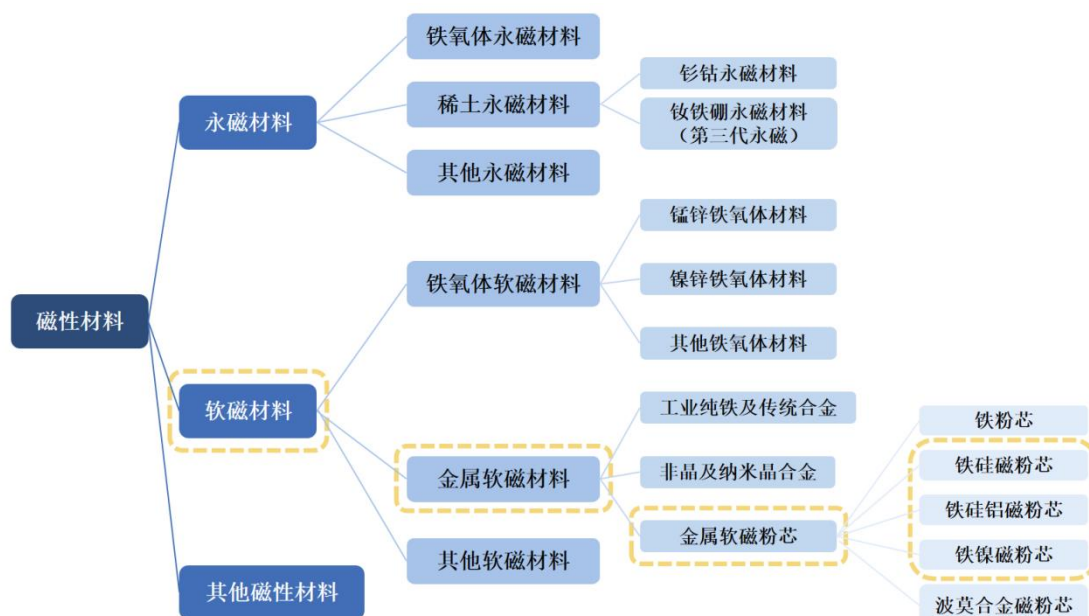 磁性材料
永磁材料
铁氧体永磁材料
稀土永磁材料
钐钴永磁材料
钕铁硼永磁材料
（第三代永磁）
其他永磁材料
软磁材料
铁氧体软磁材料
锰锌铁氧体材料
镍锌铁氧体材料
其他铁氧体材料
金属软磁材料
工业纯铁及传统合金
非晶及纳米晶合金
金属软磁粉芯
铁粉芯
铁硅磁粉芯
铁硅铝磁粉芯
铁镍磁粉芯
波莫合金磁粉芯
其他软磁材料
其他磁性材料